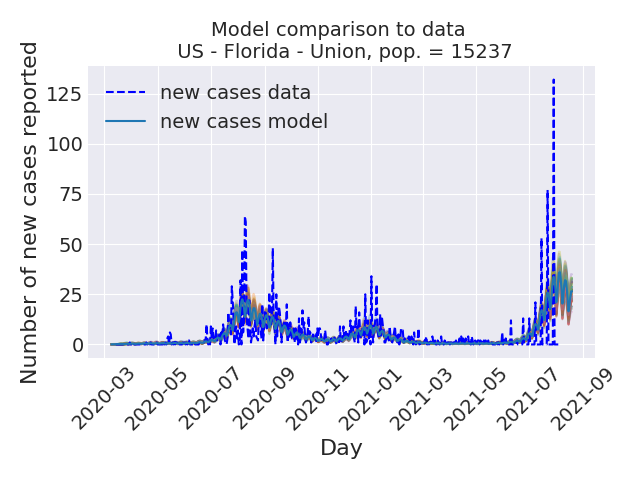 Model comparison to data
US - Florida - Union, pop. = 15237
Number of new cases reported
new cases data
new cases model
125
100
75
50
25
0
2020-03
2020-05
2020-07
2020-09
2020-11
2021-01
2021-03
2021-05
2021-07
2021-09
Day